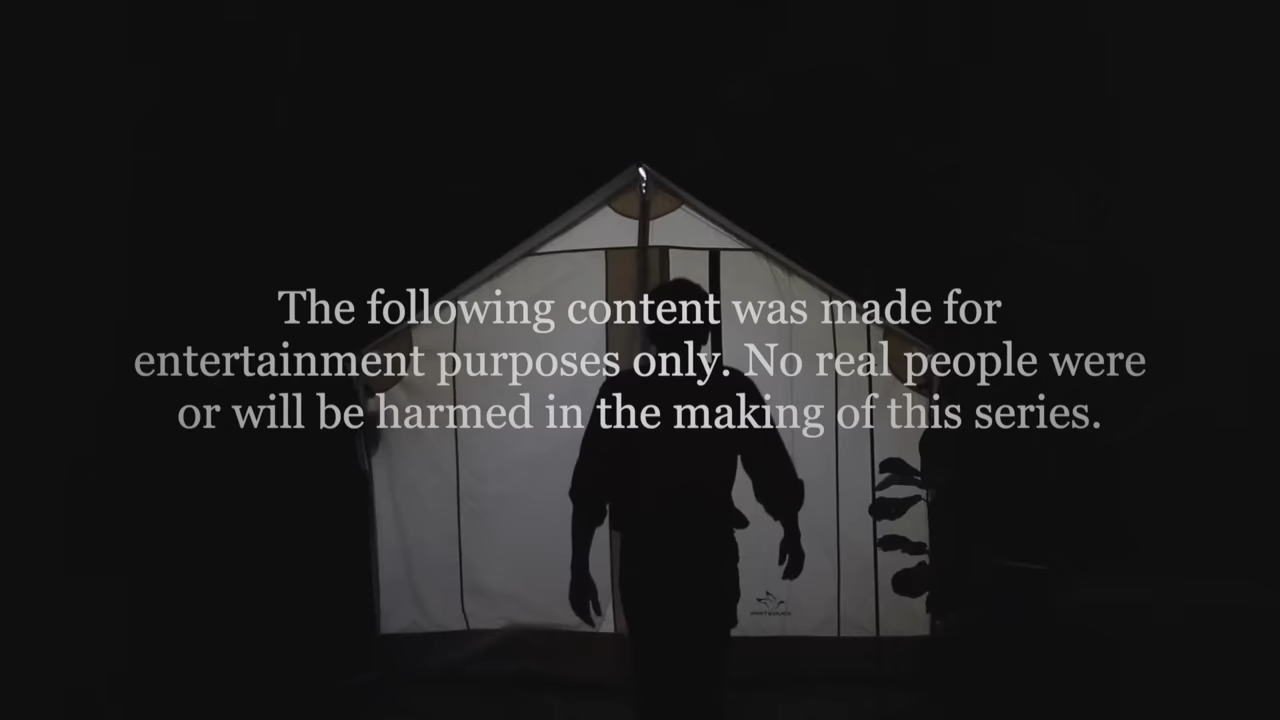 The following content was made for
entertainment purposes only. No real people were
or will be harmed in the making of this series.
WHITEDUCK